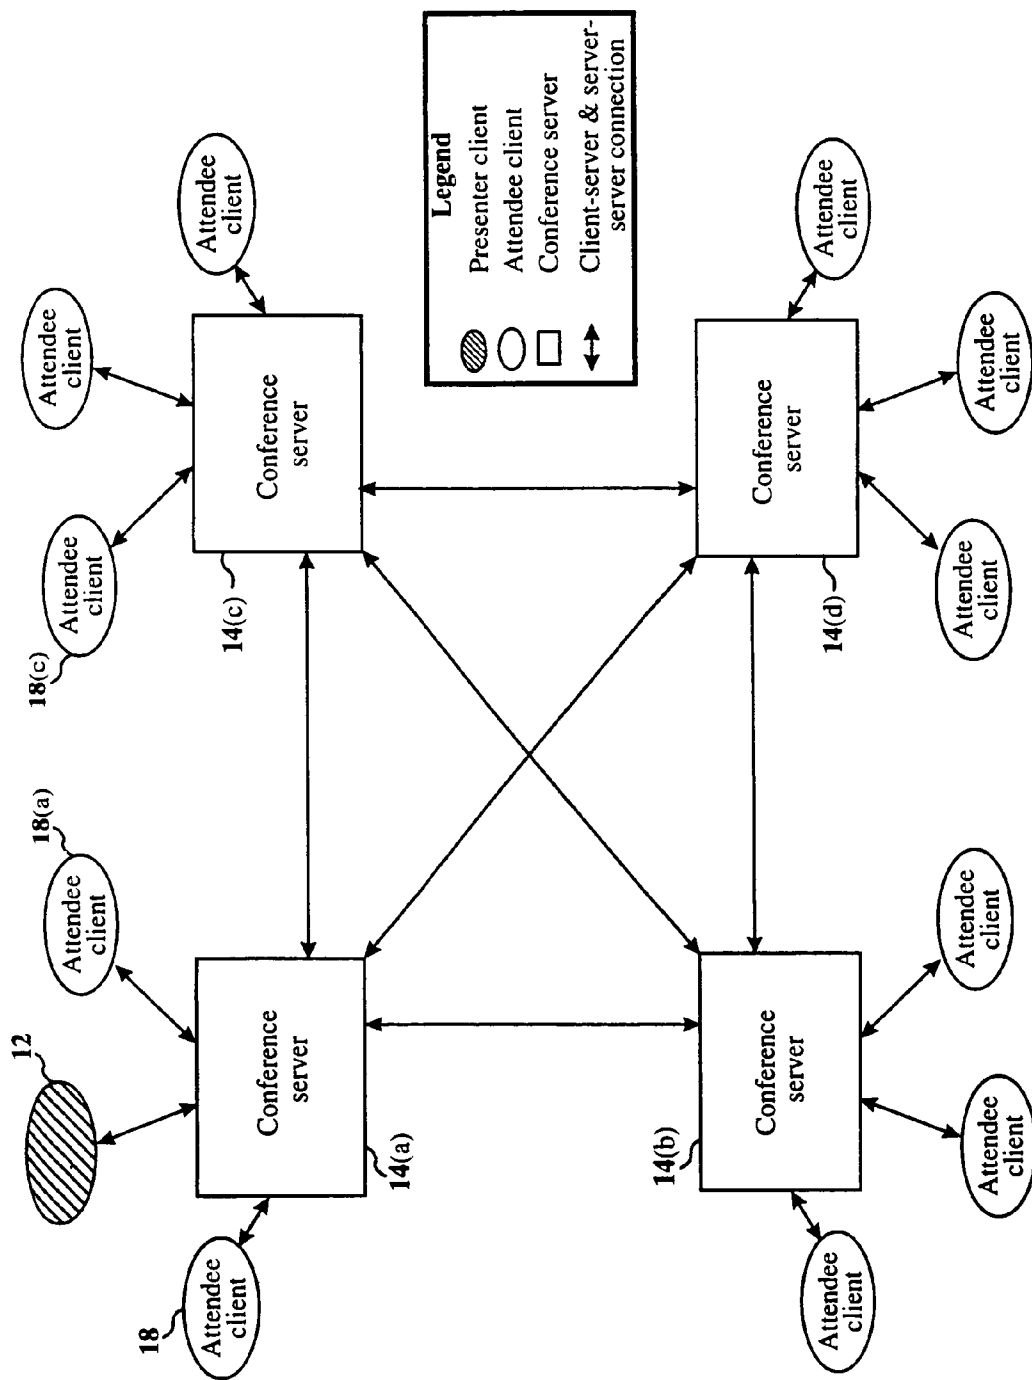 12
18(a)
18(c)
Attendee
client
Attendee
client
Attendee
client
18
Attendee
client
Conference
server
14(a)
Conference
server
14(c)
Attendee
client
Conference
server
14(b)
Conference
server
14(d)
Attendee
client
Attendee
client
Attendee
client
Attendee
client
Attendee
client
Attendee
client
Attendee
client
Legend
Presenter client
Attendee client
Conference server
Client-server & server-
server connection